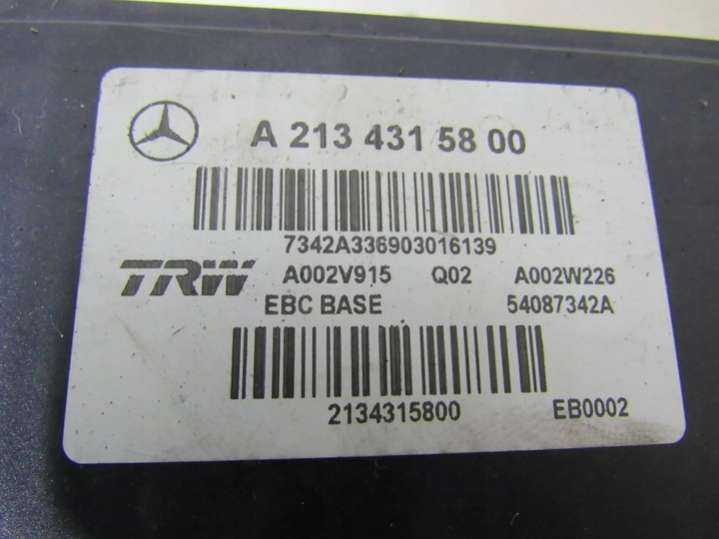 A 213 431 58 00
7342A336903016139
TRW A002V915 Q02 A002W226
EBC BASE 54087342A
2134315800 EB0002